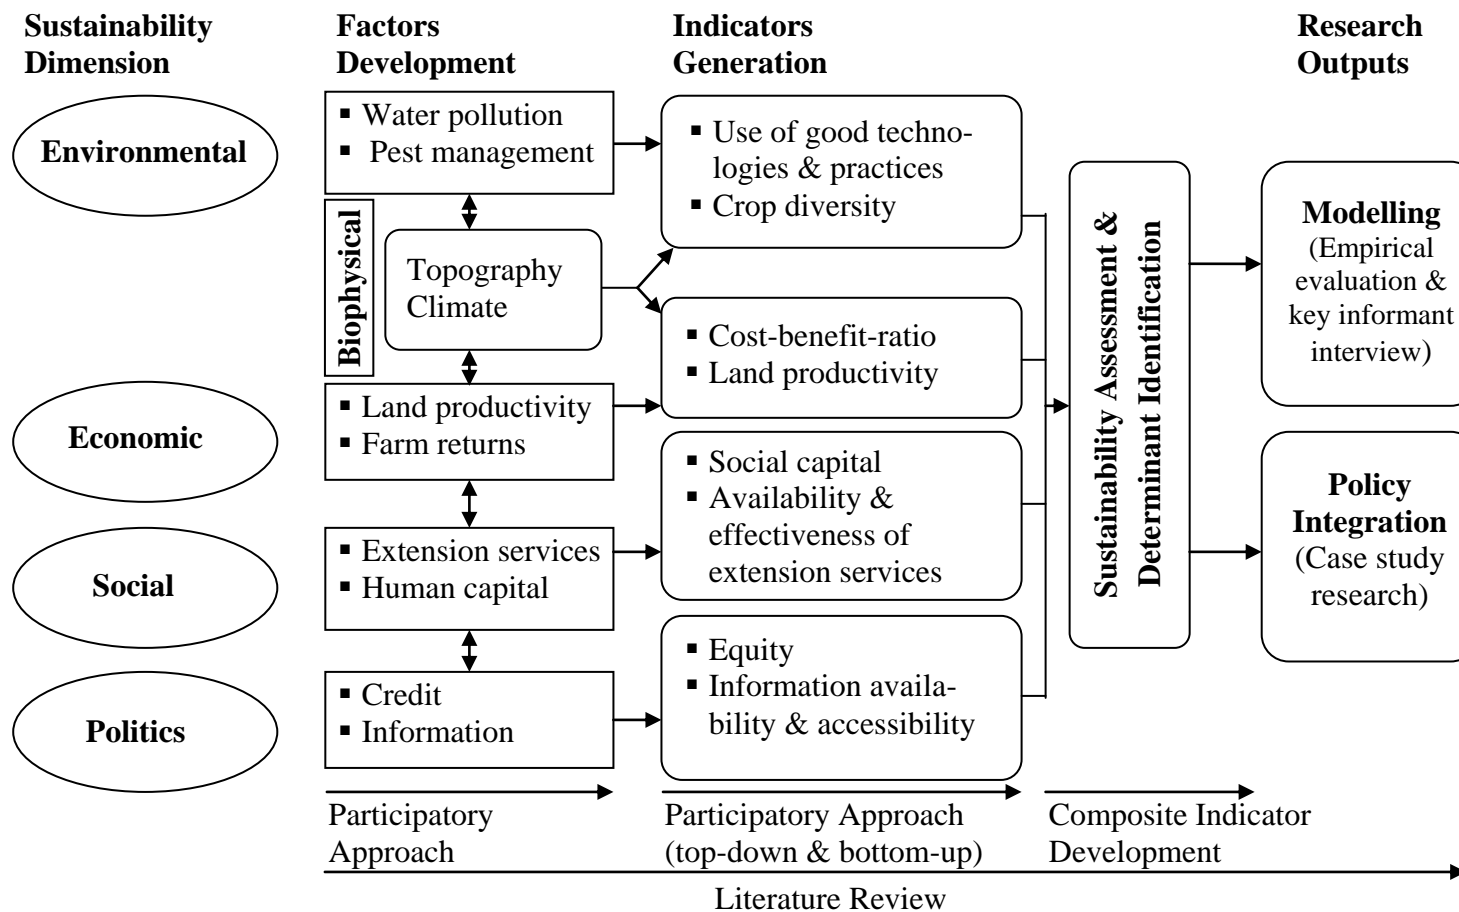 Sustainability
Dimension
Factors
Development
Indicators
Generation
Research
Outputs
Environmental
▪ Water pollution
▪ Pest management
▪ Use of good techno-
logies & practices
▪ Crop diversity
Biophysical
Topography
Climate
▪ Cost-benefit-ratio
▪ Land productivity
Economic
▪ Land productivity
▪ Farm returns
▪ Social capital
▪ Availability &
effectiveness of
extension services
Social
▪ Extension services
▪ Human capital
Politics
▪ Credit
▪ Information
▪ Equity
▪ Information availa-
bility & accessibility
Sustainability Assessment &
Determinant Identification
Modelling
(Empirical
evaluation &
key informant
interview)
Policy
Integration
(Case study
research)
Participatory
Approach
Participatory Approach
(top-down & bottom-up)
Composite Indicator
Development
Literature Review